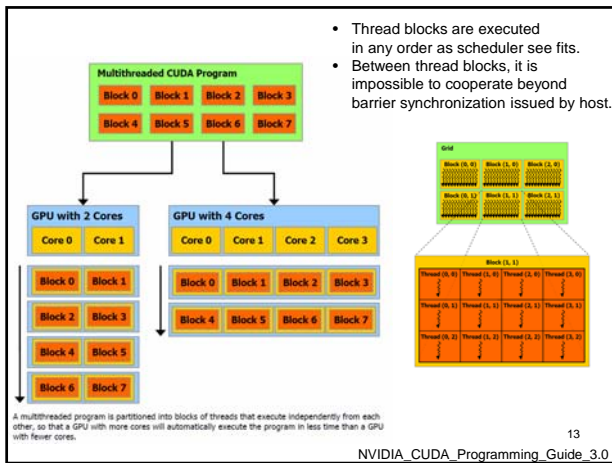 • Thread blocks are executed
in any order as scheduler see fits.
• Between thread blocks, it is
impossible to cooperate beyond
barrier synchronization issued by host.
Multithreaded CUDA Program
Block 0 Block 1 Block 2 Block 3
Block 4 Block 5 Block 6 Block 7
GPU with 2 Cores
Core 0 Core 1
Block 0 Block 1
Block 2 Block 3
Block 4 Block 5
Block 6 Block 7
GPU with 4 Cores
Core 0 Core 1 Core 2 Core 3
Block 0 Block 1 Block 2 Block 3
Block 4 Block 5 Block 6 Block 7
Grid
Block (0, 0) Block (1, 0) Block (2, 0)
Block (0, 1) Block (1, 1) Block (2, 1)
Block (1, 1)
Thread (0, 0) Thread (1, 0) Thread (2, 0) Thread (3, 0)
Thread (0, 1) Thread (1, 1) Thread (2, 1) Thread (3, 1)
Thread (0, 2) Thread (1, 2) Thread (2, 2) Thread (3, 2)
A multithreaded program is partitioned into blocks of threads that execute independently from each
other, so that a GPU with more cores will automatically execute the program in less time than a GPU
with fewer cores.
13
NVIDIA_CUDA_Programming_Guide_3.0